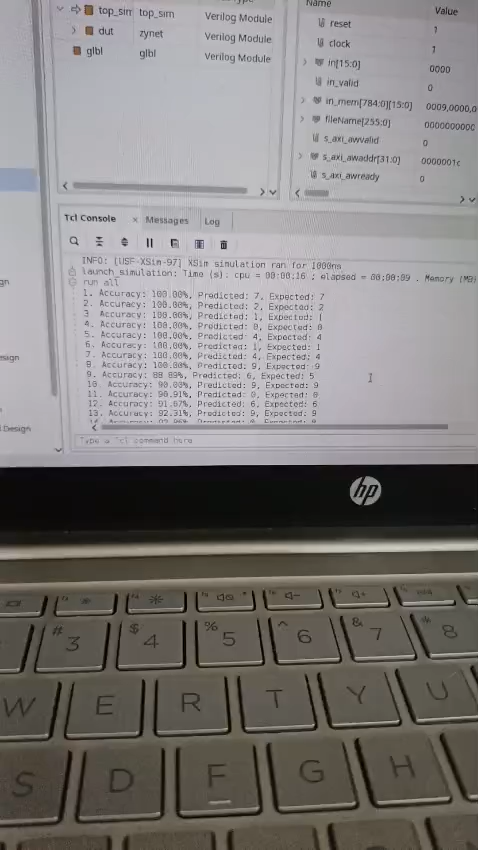 Name
Value
top_sim top_sim Verilog Module
dut zynet Verilog Module
glbl glbl Verilog Module
reset 1
clock 1
in[15:0] 0000
in_valid 0
in_mem[784:0][15:0] 0009,0000,0
fileName[255:0] 0000000000
s_axi_awvalid 0
s_axi_awaddr[31:0] 0000001c
s_axi_awready 0
Tcl Console × Messages Log
INFO: [USF-XSim-97] XSim simulation ran for 1000ns
launch_simulation: Time (s): cpu = 00:00:16 ; elapsed = 00:00:09 . Memory (MB)
run all
1. Accuracy: 100.00%, Predicted: 7, Expected: 7
2. Accuracy: 100.00%, Predicted: 2, Expected: 2
3. Accuracy: 100.00%, Predicted: 1, Expected: 1
4. Accuracy: 100.00%, Predicted: 0, Expected: 0
5. Accuracy: 100.00%, Predicted: 4, Expected: 4
6. Accuracy: 100.00%, Predicted: 1, Expected: 1
7. Accuracy: 100.00%, Predicted: 4, Expected: 4
8. Accuracy: 100.00%, Predicted: 9, Expected: 9
9. Accuracy: 88.89%, Predicted: 6, Expected: 5
10. Accuracy: 90.00%, Predicted: 9, Expected: 9
11. Accuracy: 90.91%, Predicted: 0, Expected: 0
12. Accuracy: 91.67%, Predicted: 6, Expected: 6
13. Accuracy: 92.31%, Predicted: 9, Expected: 9
Type a Tcl command here
Design
hp
# 3 $ 4 % 5 ^ 6 & 7 * 8
W E R T Y U
S D F G H